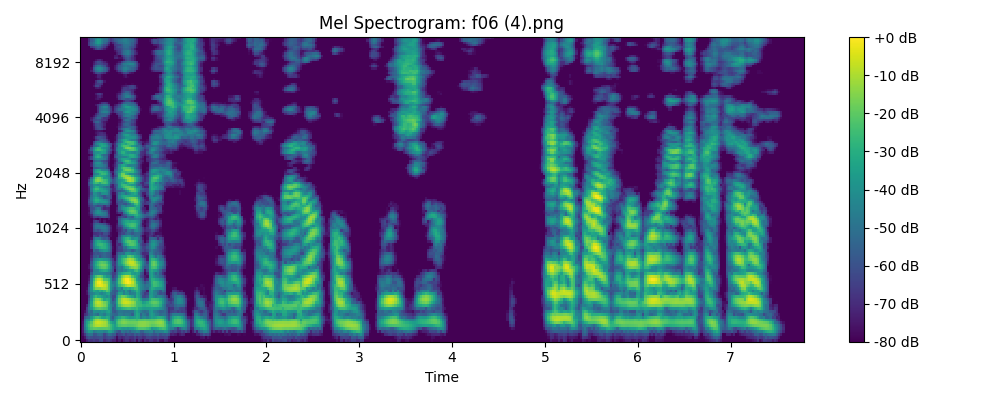 Mel Spectrogram: f06 (4).png
8192
4096
2048
1024
512
0
Hz
0 1 2 3 4 5 6 7
Time
+0 dB
-10 dB
-20 dB
-30 dB
-40 dB
-50 dB
-60 dB
-70 dB
-80 dB